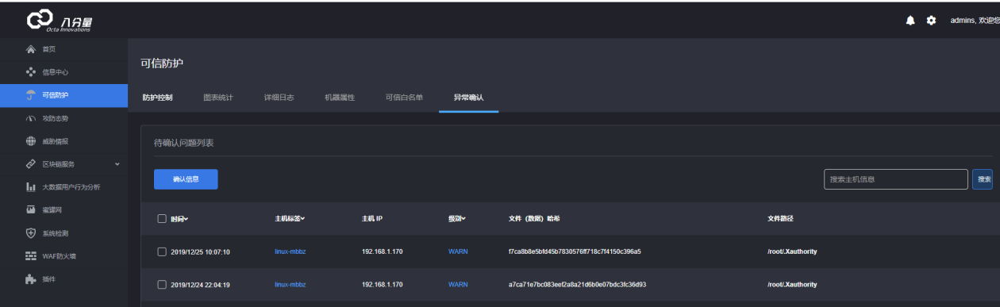 八分量
Octa Innovations
admins, 欢迎您
首页
信息中心
可信防护
攻防态势
威胁情报
区块链服务
大数据用户行为分析
蜜罐网
系统检测
WAF防火墙
插件
可信防护
防护控制 图表统计 详细日志 机器属性 可信白名单 异常确认
待确认问题列表
确认信息 搜索主机信息 搜索
时间 主机标签 主机 IP 级别 文件（数据）哈希 文件路径
2019/12/25 10:07:10 linux-mbbz 192.168.1.170 WARN f7ca8b8e5bfd45b7830576ff718c7f4150c396a5 /root/.Xauthority
2019/12/24 22:04:19 linux-mbbz 192.168.1.170 WARN a7ca71e7bc083eef2a8a21d6b0e07bdc3fc36d93 /root/.Xauthority